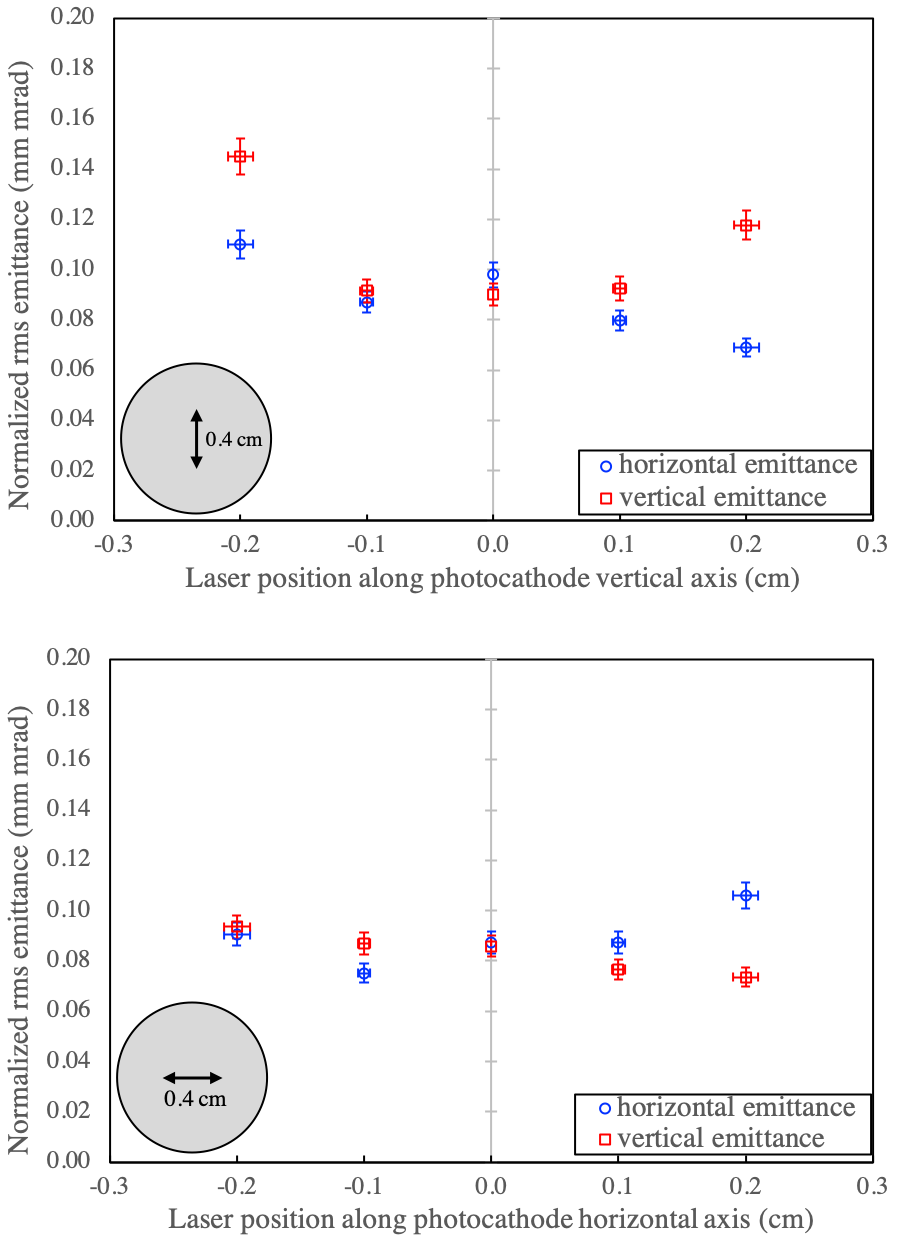 0.20
0.18
0.16
0.14
0.12
0.10
0.08
0.06
0.04
0.02
0.00
Normalized rms emittance (mm mrad)
0.4 cm
horizontal emittance
vertical emittance
-0.3 -0.2 -0.1 0.0 0.1 0.2 0.3
Laser position along photocathode vertical axis (cm)
0.20
0.18
0.16
0.14
0.12
0.10
0.08
0.06
0.04
0.02
0.00
Normalized rms emittance (mm mrad)
0.4 cm
horizontal emittance
vertical emittance
-0.3 -0.2 -0.1 0.0 0.1 0.2 0.3
Laser position along photocathode horizontal axis (cm)